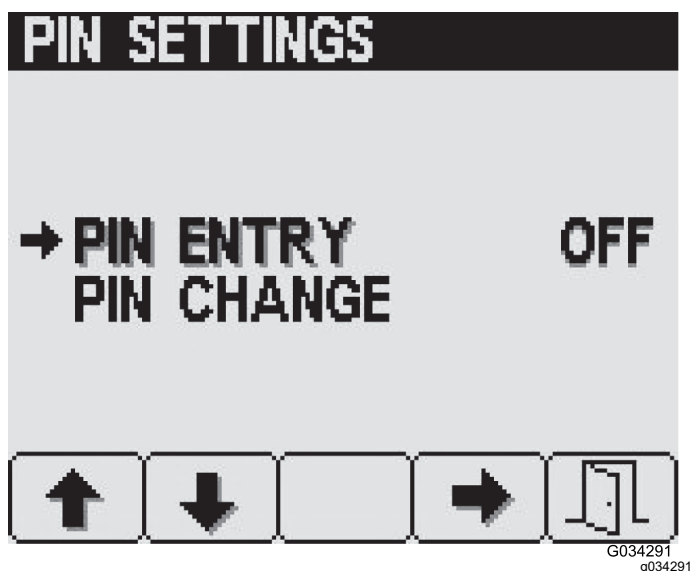 PIN SETTINGS
PIN ENTRY OFF
PIN CHANGE
G034291
g034291